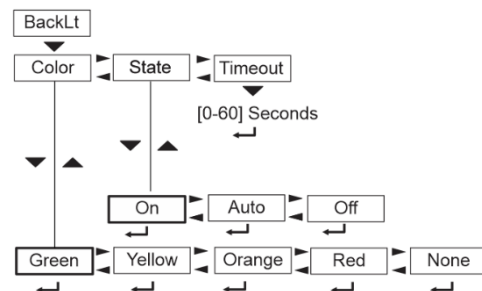 BackLt
Color State Timeout
[0-60] Seconds
On Auto Off
Green Yellow Orange Red None